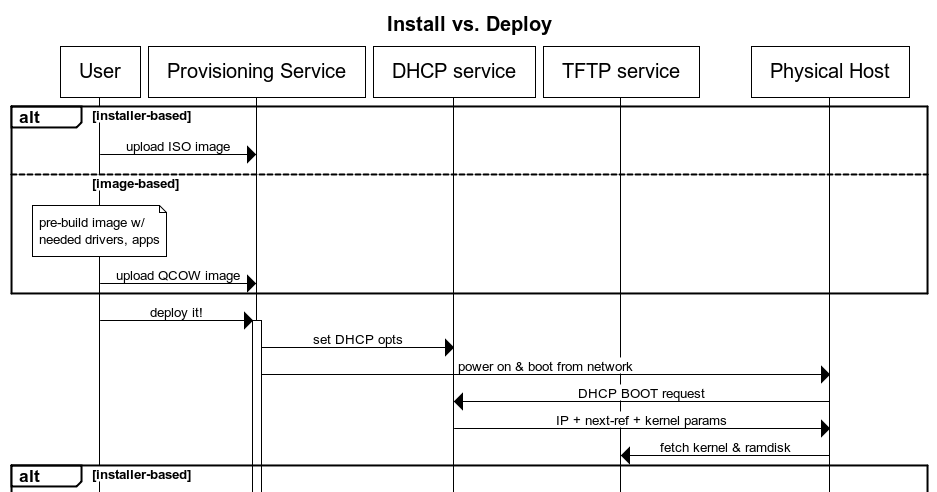 Install vs. Deploy
User
Provisioning Service
DHCP service
TFTP service
Physical Host
alt
[installer-based]
upload ISO image
[image-based]
pre-build image w/
needed drivers, apps
upload QCOW image
deploy it!
set DHCP opts
power on & boot from network
DHCP BOOT request
IP + next-ref + kernel params
fetch kernel & ramdisk
alt
[installer-based]